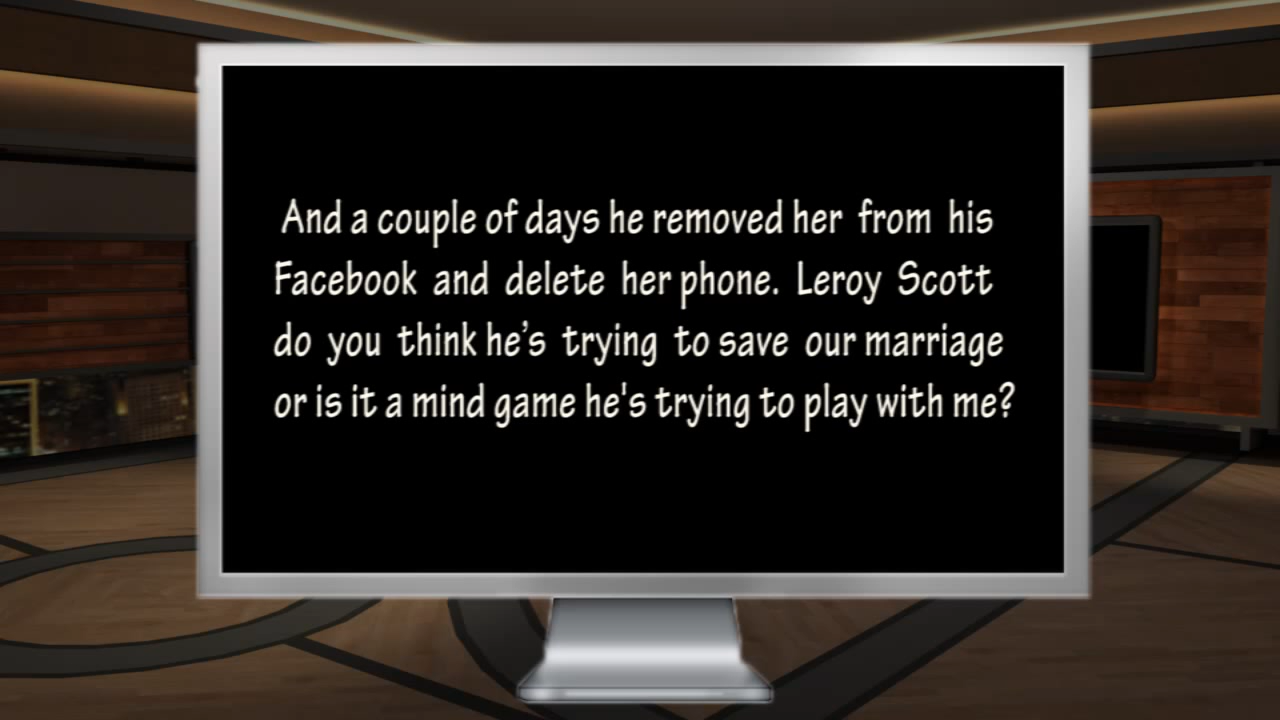 And a couple of days he removed her from his
Facebook and delete her phone. Leroy Scott
do you think he’s trying to save our marriage
or is it a mind game he's trying to play with me?